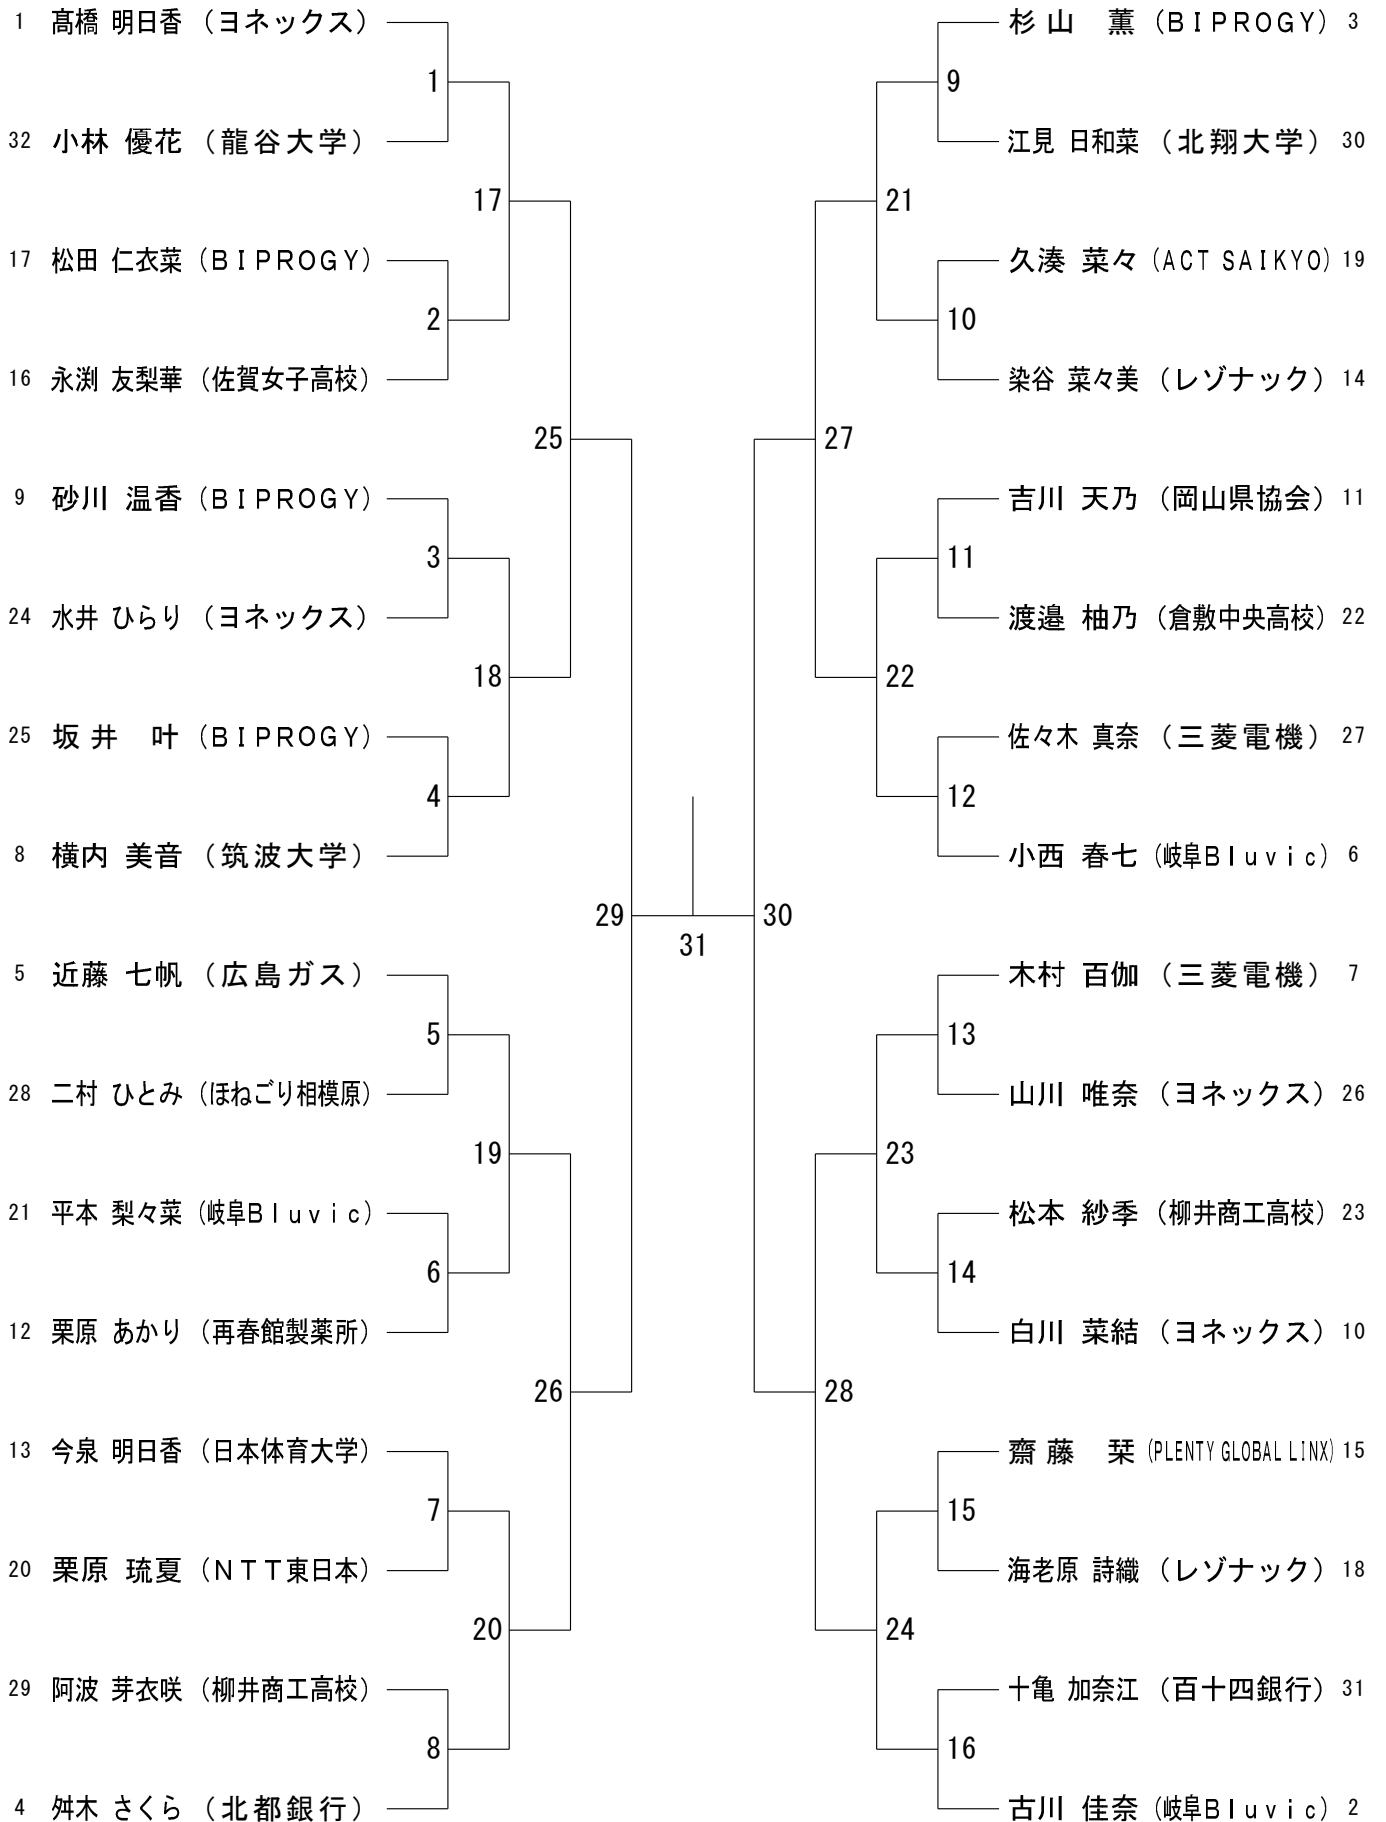 1 髙橋 明日香 (ヨネックス)
1
32 小林 優花 (龍谷大学)
17
17 松田 仁衣菜 (BIPROGY)
2
16 永渕 友梨華 (佐賀女子高校)
25
9 砂川 温香 (BIPROGY)
3
24 水井 ひらり (ヨネックス)
18
25 坂井 叶 (BIPROGY)
4
8 横内 美音 (筑波大学)
29
5 近藤 七帆 (広島ガス)
5
28 二村 ひとみ (ほねごり相模原)
19
21 平本 梨々菜 (岐阜Bluvic)
6
12 栗原 あかり (再春館製薬所)
26
13 今泉 明日香 (日本体育大学)
7
20 栗原 琉夏 (NTT東日本)
20
29 阿波 芽衣咲 (柳井商工高校)
8
4 舛木 さくら (北都銀行)
31
杉山 薫 (BIPROGY) 3
9
江見 日和菜 (北翔大学) 30
21
久湊 菜々 (ACT SAIKYO) 19
10
染谷 菜々美 (レゾナック) 14
27
吉川 天乃 (岡山県協会) 11
11
渡邉 柚乃 (倉敷中央高校) 22
22
佐々木 真奈 (三菱電機) 27
12
小西 春七 (岐阜Bluvic) 6
30
木村 百伽 (三菱電機) 7
13
山川 唯奈 (ヨネックス) 26
23
松本 紗季 (柳井商工高校) 23
14
白川 菜結 (ヨネックス) 10
28
齋藤 栞 (PLENTY GLOBAL LINX) 15
15
海老原 詩織 (レゾナック) 18
24
十亀 加奈江 (百十四銀行) 31
16
古川 佳奈 (岐阜Bluvic) 2